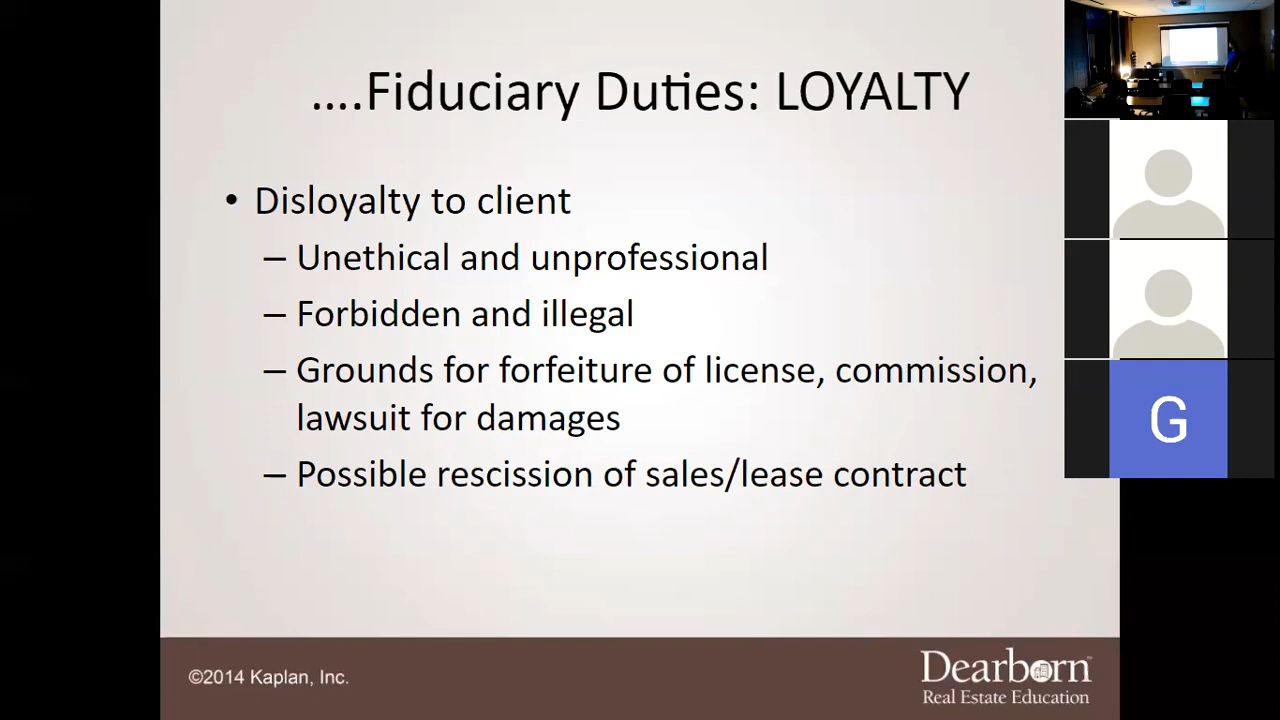 ....Fiduciary Duties: LOYALTY
• Disloyalty to client
– Unethical and unprofessional
– Forbidden and illegal
– Grounds for forfeiture of license, commission,
lawsuit for damages
– Possible rescission of sales/lease contract
G
©2014 Kaplan, Inc.
Dearborn™
Real Estate Education